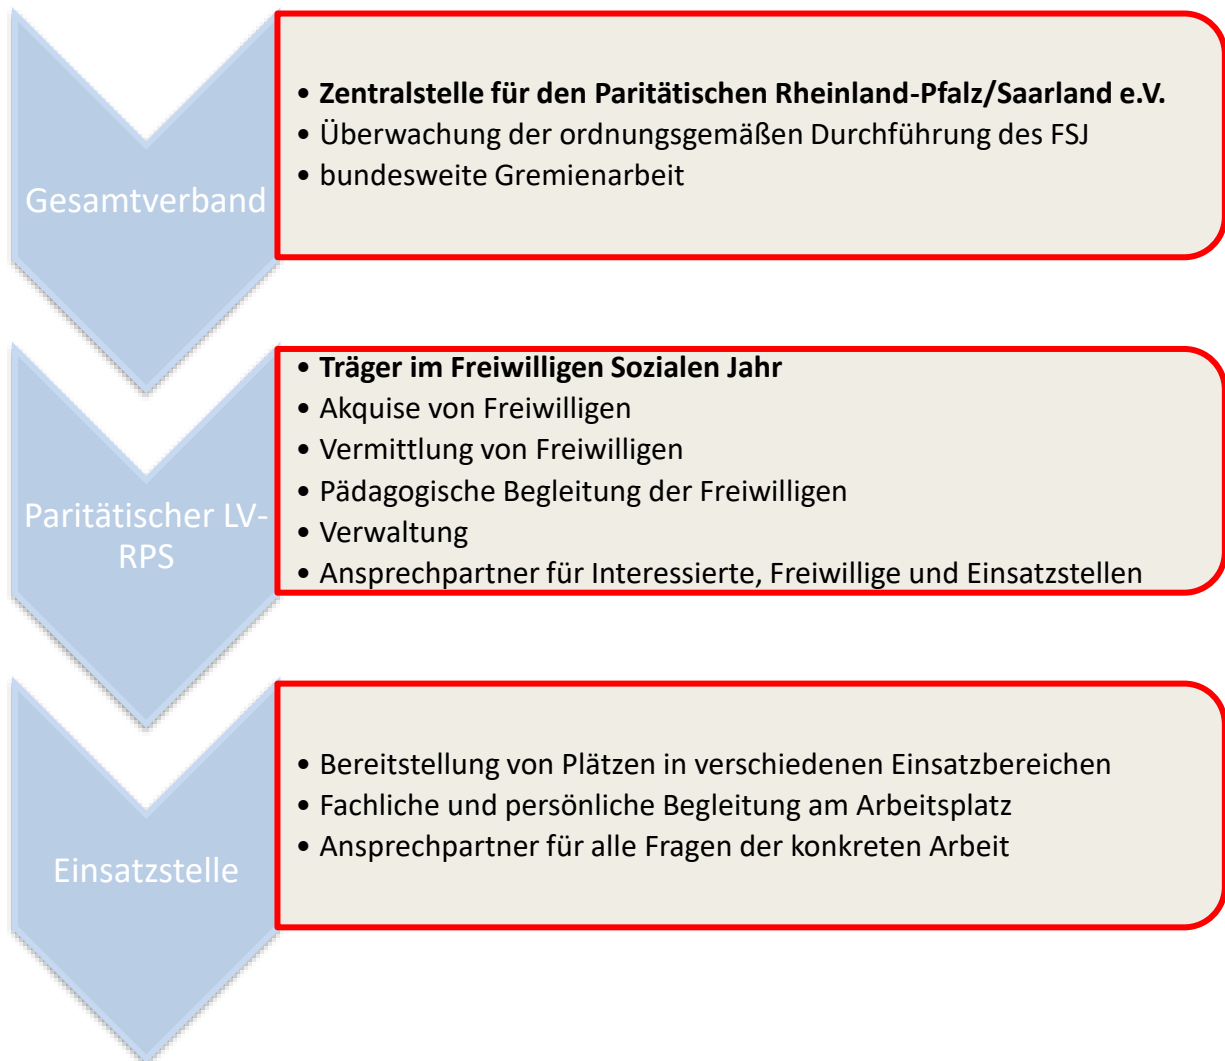 Gesamtverband
• Zentralstelle für den Paritätischen Rheinland-Pfalz/Saarland e.V.
• Überwachung der ordnungsgemäßen Durchführung des FSJ
• bundesweite Gremienarbeit
Paritätischer LV-
RPS
• Träger im Freiwilligen Sozialen Jahr
• Akquise von Freiwilligen
• Vermittlung von Freiwilligen
• Pädagogische Begleitung der Freiwilligen
• Verwaltung
• Ansprechpartner für Interessierte, Freiwillige und Einsatzstellen
Einsatzstelle
• Bereitstellung von Plätzen in verschiedenen Einsatzbereichen
• Fachliche und persönliche Begleitung am Arbeitsplatz
• Ansprechpartner für alle Fragen der konkreten Arbeit